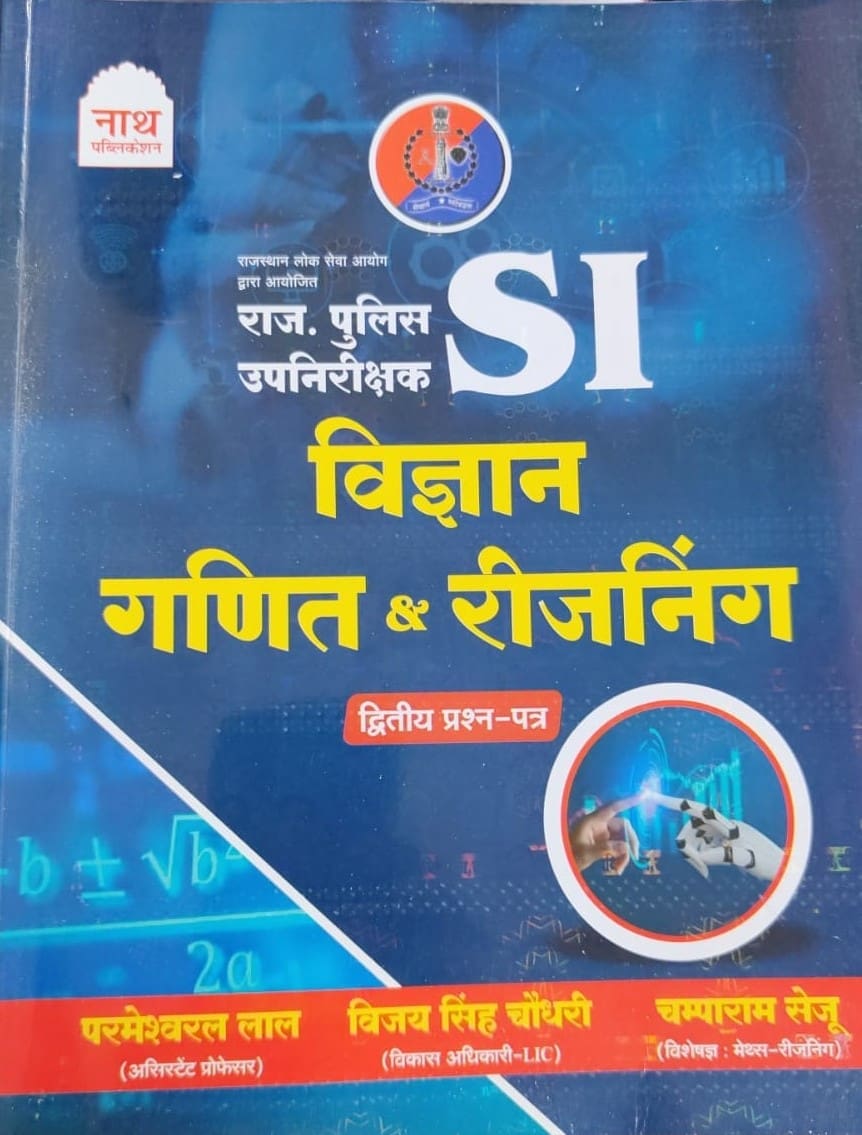 नाथ
पब्लिकेशन
राजस्थान लोक सेवा आयोग
द्वारा आयोजित
राज. पुलिस
उपनिरीक्षक
SI
विज्ञान
गणित & रीजनिंग
द्वितीय प्रश्न-पत्र
-b ± √b
2a
परमेश्वरल लाल
(असिस्टेंट प्रोफेसर)
विजय सिंह चौधरी
(विकास अधिकारी-LIC)
चम्पाराम सेजू
(विशेषज्ञ : मेथ्स-रीजनिंग)